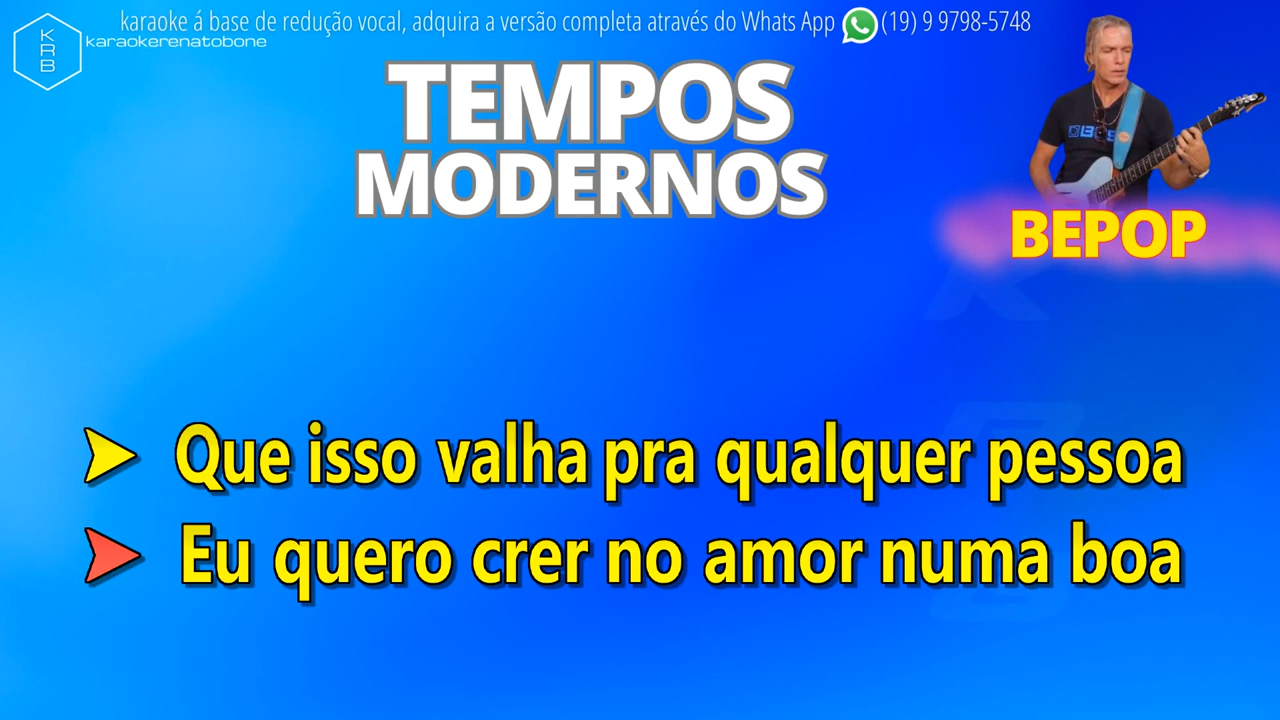 karaoke á base de redução vocal, adquira a versão completa através do Whats App (19) 9 9798-5748
K
R
B
karaokerenatobone
TEMPOS
MODERNOS
BEPOP
Que isso valha pra qualquer pessoa
Eu quero crer no amor numa boa